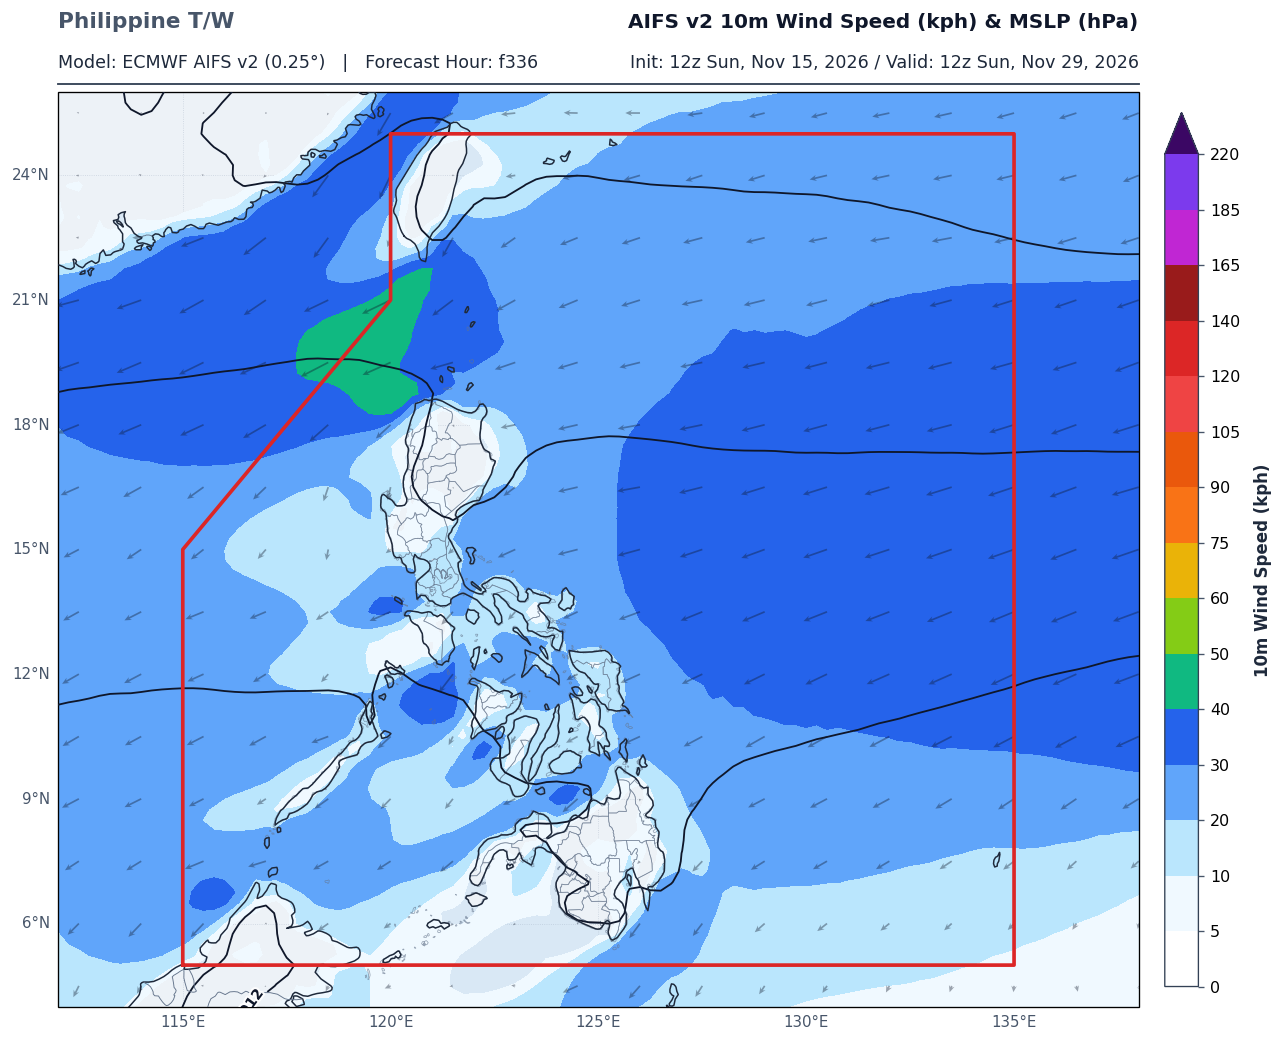 Philippine T/W
AIFS v2 10m Wind Speed (kph) & MSLP (hPa)
Model: ECMWF AIFS v2 (0.25°) | Forecast Hour: f336
Init: 12z Sun, Nov 15, 2026 / Valid: 12z Sun, Nov 29, 2026
24°N
21°N
18°N
15°N
12°N
9°N
6°N
115°E
120°E
125°E
130°E
135°E
220
185
165
140
120
105
90
75
60
50
40
30
20
10
5
0
10m Wind Speed (kph)